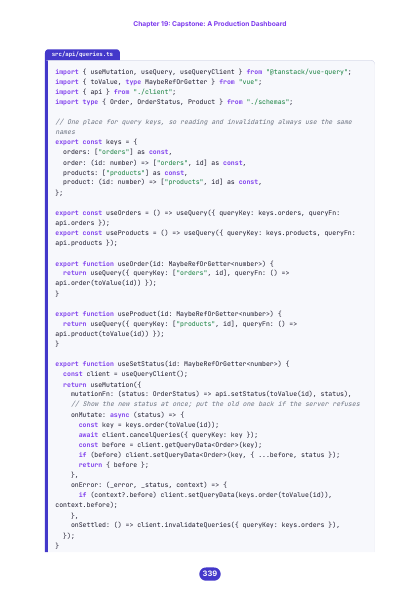 Chapter 19: Capstone: A Production Dashboard
src/api/queries.ts
import { useMutation, useQuery, useQueryClient } from "@tanstack/vue-query";
import { toValue, type MaybeRefOrGetter } from "vue";
import { api } from "./client";
import type { Order, OrderStatus, Product } from "./schemas";

// One place for query keys, so reading and invalidating always use the same
names
export const keys = {
  orders: ["orders"] as const,
  order: (id: number) => ["orders", id] as const,
  products: ["products"] as const,
  product: (id: number) => ["products", id] as const,
};

export const useOrders = () => useQuery({ queryKey: keys.orders, queryFn:
api.orders });
export const useProducts = () => useQuery({ queryKey: keys.products, queryFn:
api.products });

export function useOrder(id: MaybeRefOrGetter<number>) {
  return useQuery({ queryKey: ["orders", id], queryFn: () =>
api.order(toValue(id)) });
}

export function useProduct(id: MaybeRefOrGetter<number>) {
  return useQuery({ queryKey: ["products", id], queryFn: () =>
api.product(toValue(id)) });
}

export function useSetStatus(id: MaybeRefOrGetter<number>) {
  const client = useQueryClient();
  return useMutation({
    mutationFn: (status: OrderStatus) => api.setStatus(toValue(id), status),
    // Show the new status at once; put the old one back if the server refuses
    onMutate: async (status) => {
      const key = keys.order(toValue(id));
      await client.cancelQueries({ queryKey: key });
      const before = client.getQueryData<Order>(key);
      if (before) client.setQueryData<Order>(key, { ...before, status });
      return { before };
    },
    onError: (_error, _status, context) => {
      if (context?.before) client.setQueryData(keys.order(toValue(id)),
context.before);
    },
    onSettled: () => client.invalidateQueries({ queryKey: keys.orders }),
  });
}
339